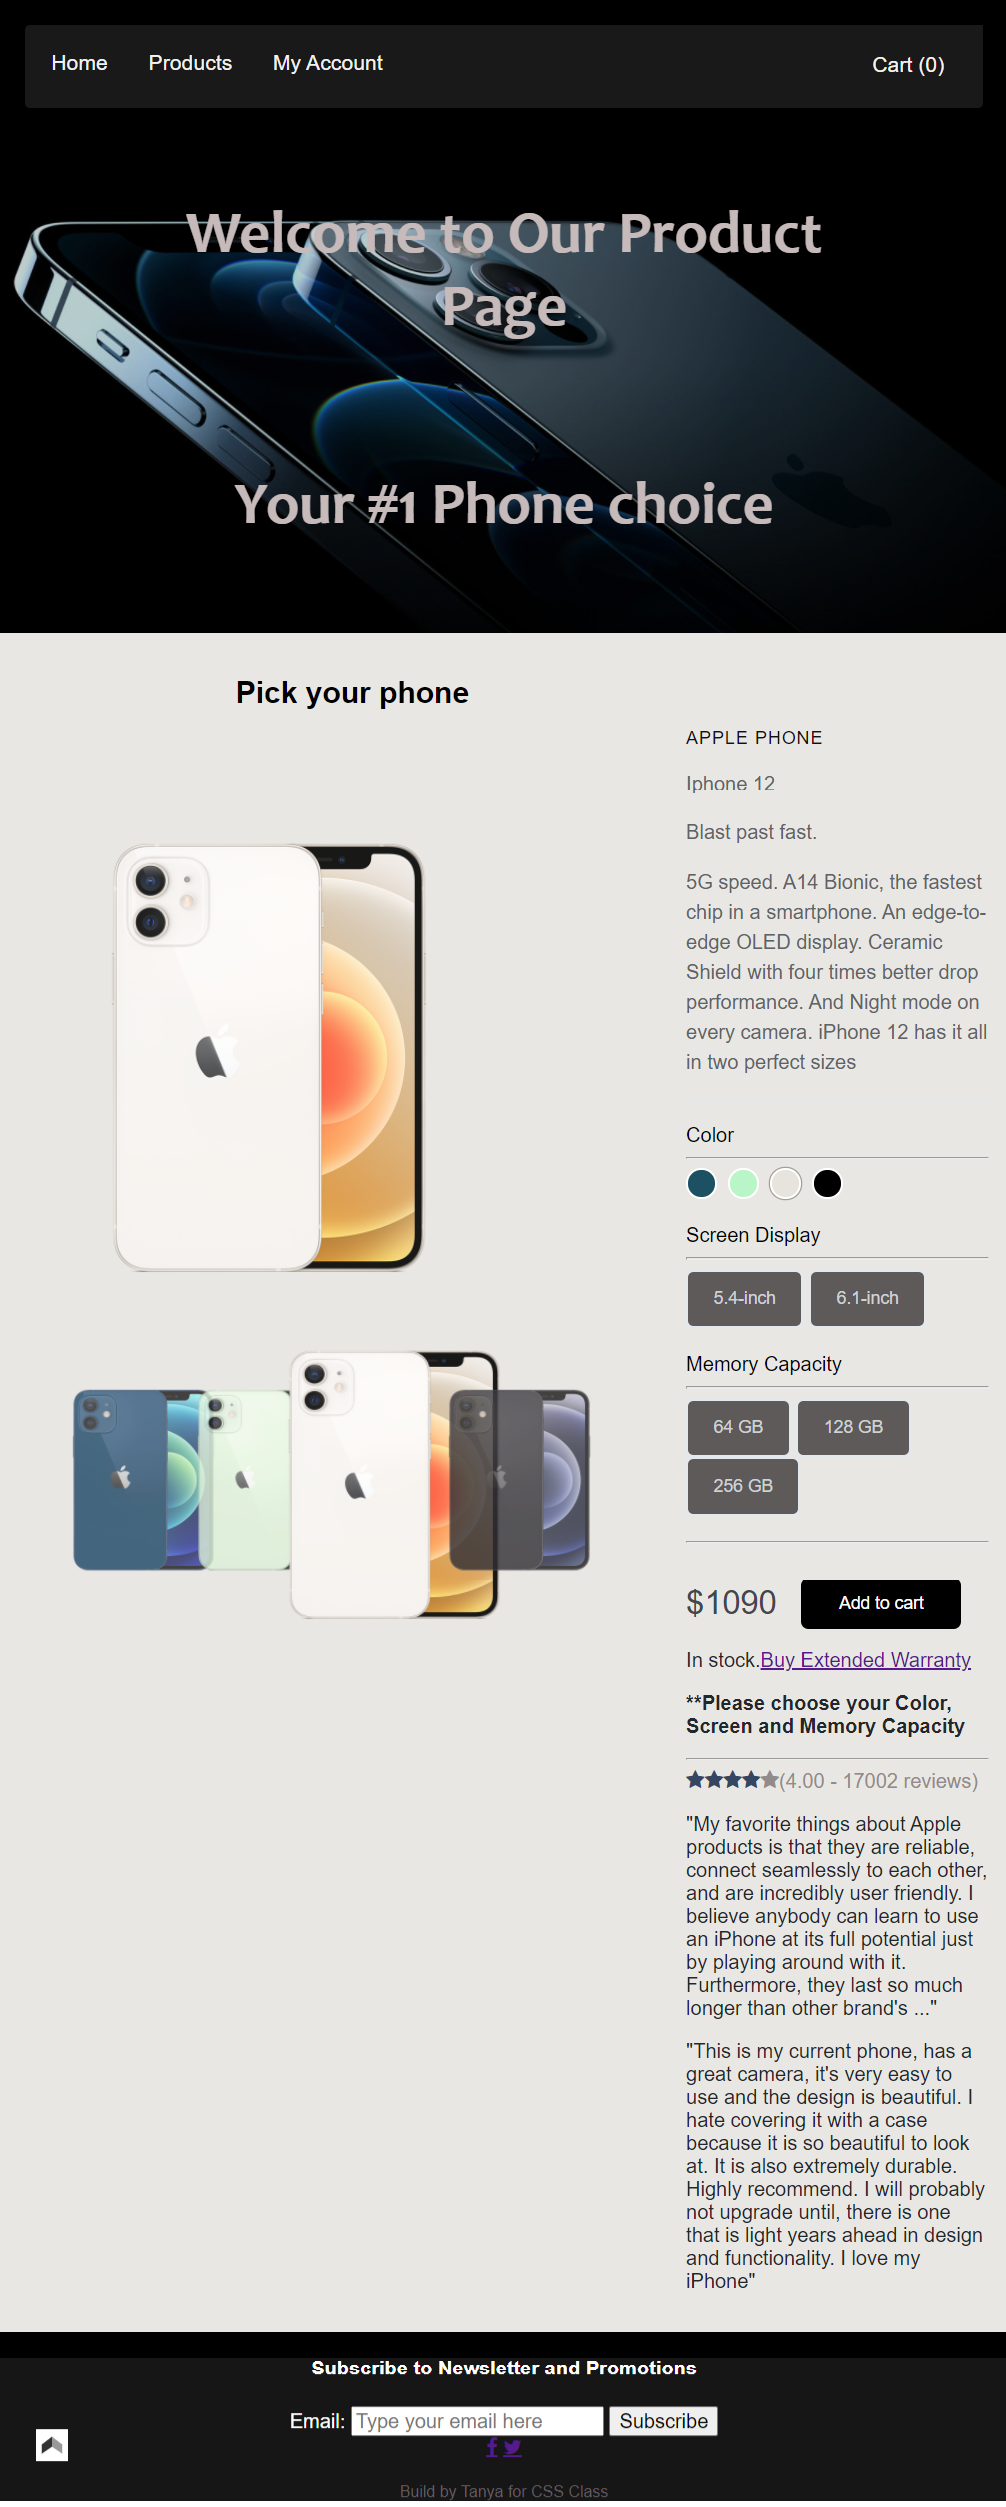 Home Products My Account Cart (0)
Welcome to Our Product
Page
Your #1 Phone choice
Pick your phone
APPLE PHONE
Iphone 12
Blast past fast.
5G speed. A14 Bionic, the fastest
chip in a smartphone. An edge-to-
edge OLED display. Ceramic
Shield with four times better drop
performance. And Night mode on
every camera. iPhone 12 has it all
in two perfect sizes
Color
Screen Display
5.4-inch 6.1-inch
Memory Capacity
64 GB 128 GB
256 GB
$1090 Add to cart
In stock.Buy Extended Warranty
**Please choose your Color,
Screen and Memory Capacity
(4.00 - 17002 reviews)
"My favorite things about Apple
products is that they are reliable,
connect seamlessly to each other,
and are incredibly user friendly. I
believe anybody can learn to use
an iPhone at its full potential just
by playing around with it.
Furthermore, they last so much
longer than other brand's ..."
"This is my current phone, has a
great camera, it's very easy to
use and the design is beautiful. I
hate covering it with a case
because it is so beautiful to look
at. It is also extremely durable.
Highly recommend. I will probably
not upgrade until, there is one
that is light years ahead in design
and functionality. I love my
iPhone"
Subscribe to Newsletter and Promotions
Email: Type your email here Subscribe
Build by Tanya for CSS Class